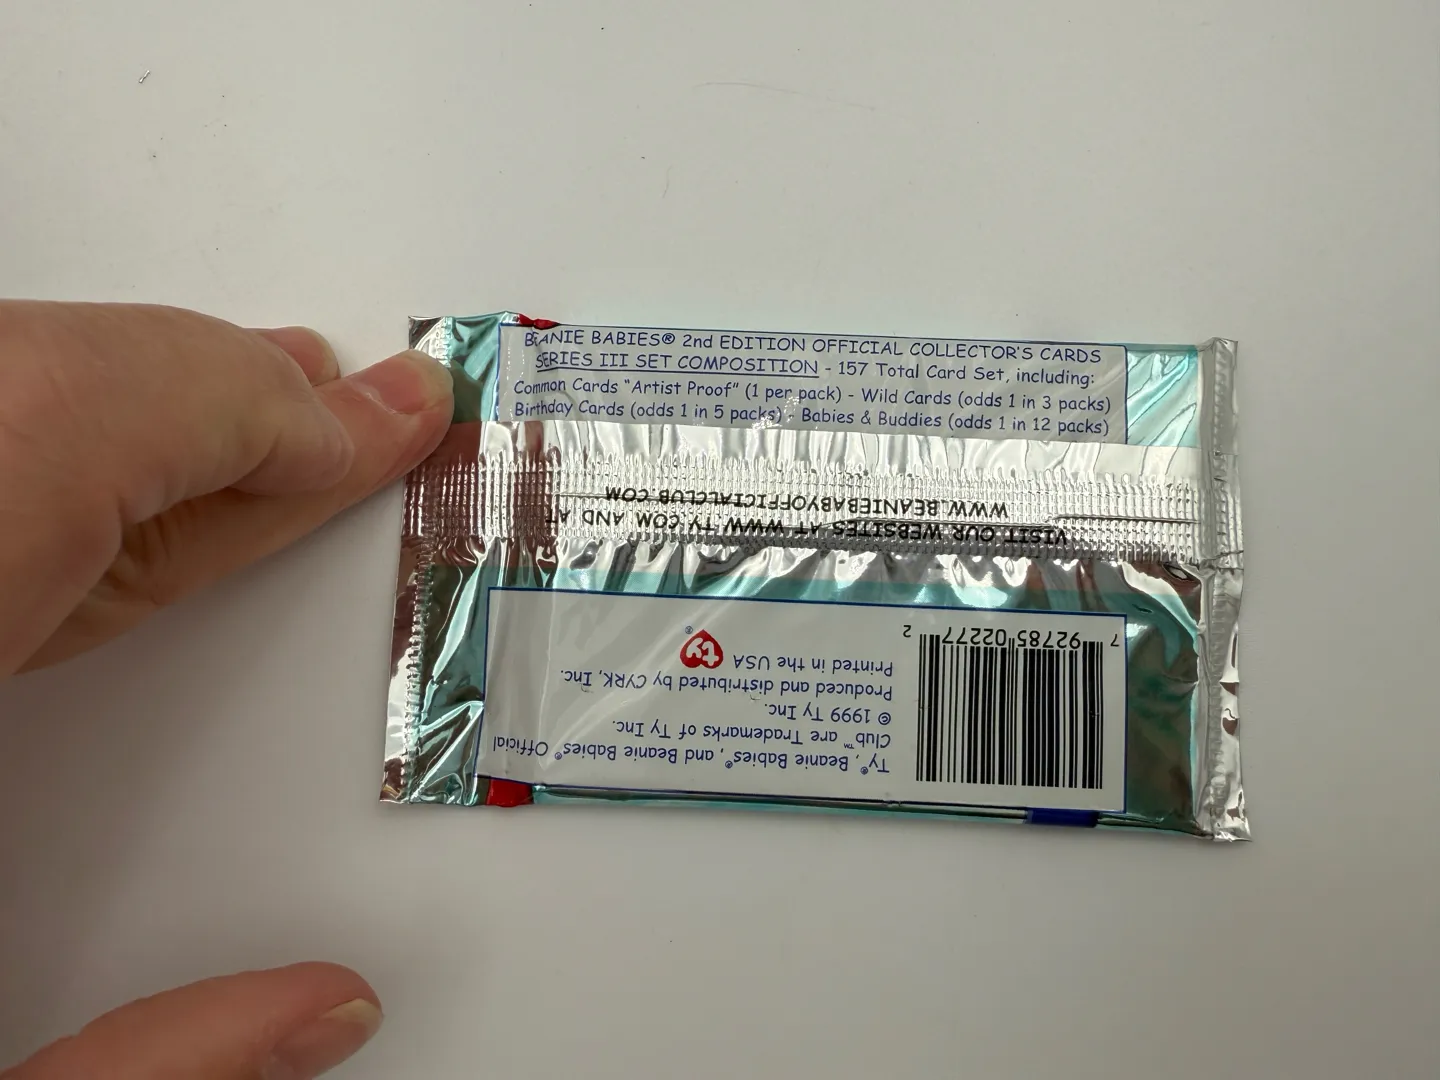 BEANIE BABIES® 2nd EDITION OFFICIAL COLLECTOR'S CARDS
SERIES III SET COMPOSITION - 157 Total Card Set, including:
Common Cards "Artist Proof" (1 per pack) - Wild Cards (odds 1 in 3 packs)
Birthday Cards (odds 1 in 5 packs) - Babies & Buddies (odds 1 in 12 packs)
VISIT OUR WEBSITES AT WWW.TY.COM AND AT
WWW.BEANIEBABYOFFICIALCLUB.COM
Ty®, Beanie Babies®, and Beanie Babies® Official
Club™ are Trademarks of Ty Inc.
© 1999 Ty Inc.
Produced and distributed by CYRK, Inc.
Printed in the USA
ty®
7 92785 02277 2